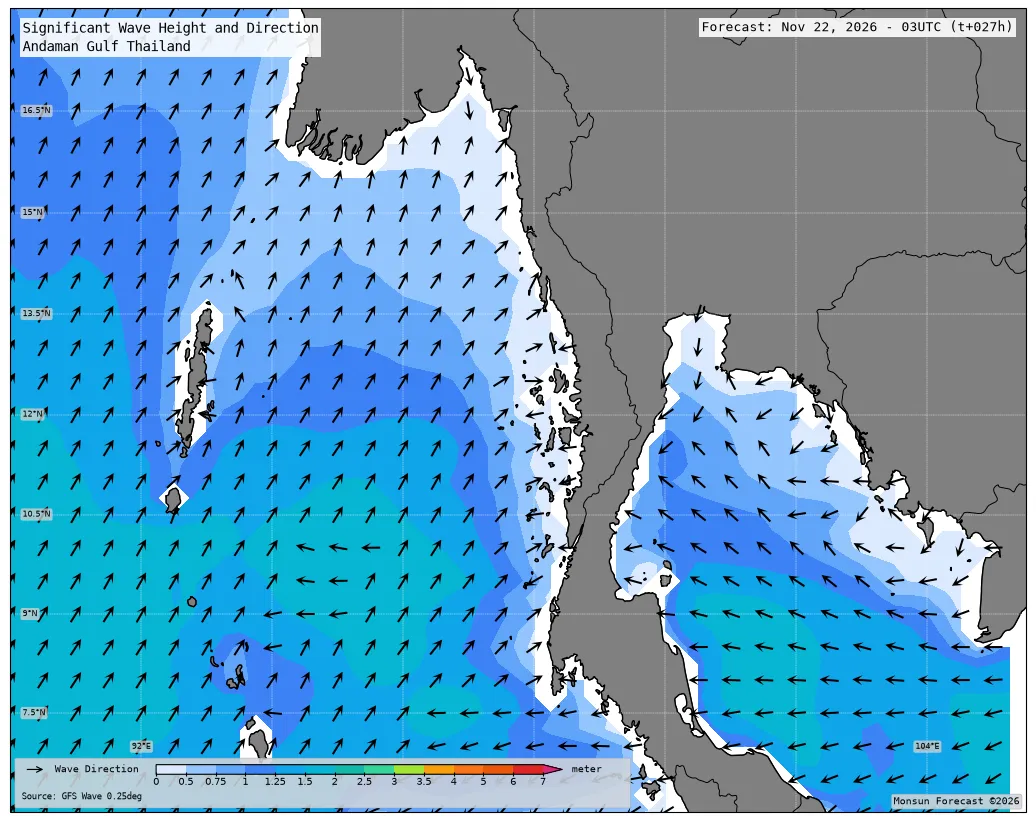 Significant Wave Height and Direction
Andaman Gulf Thailand
Forecast: Nov 22, 2026 - 03UTC (t+027h)
16.5°N
15°N
13.5°N
12°N
10.5°N
9°N
7.5°N
92°E
104°E
Wave Direction
0 0.5 0.75 1 1.25 1.5 2 2.5 3 3.5 4 5 6 7
meter
Source: GFS Wave 0.25deg
Monsun Forecast ©2026